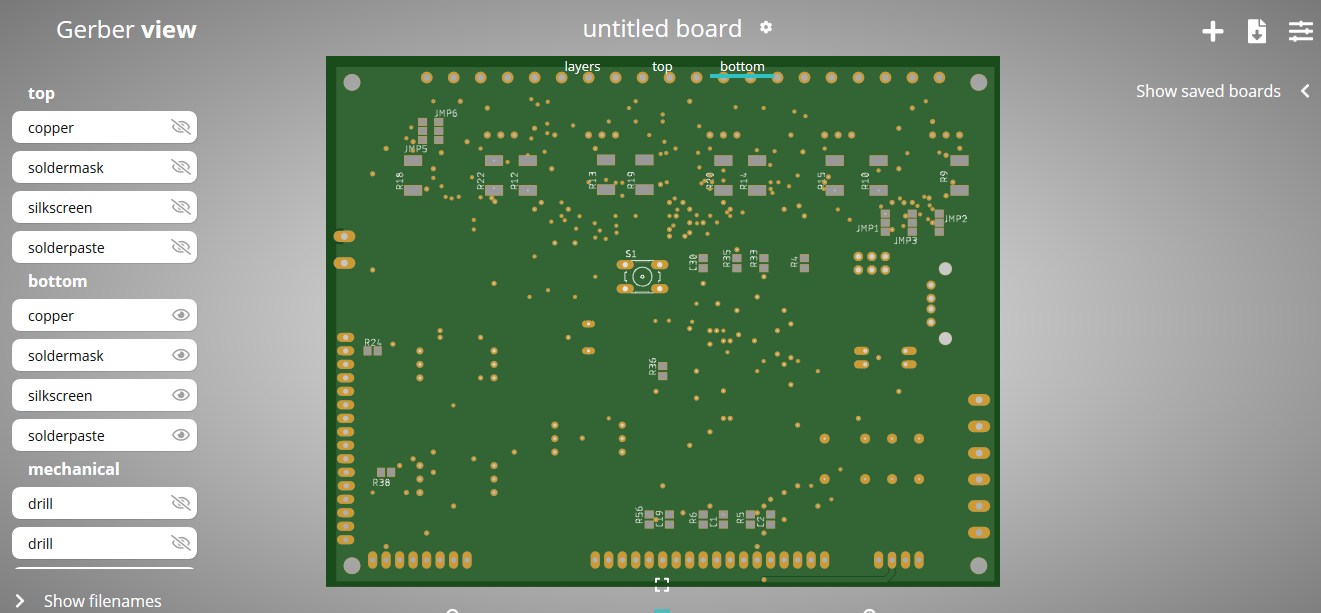 Gerber view
untitled board
layers top bottom
Show saved boards
top
copper
soldermask
silkscreen
solderpaste
bottom
copper
soldermask
silkscreen
solderpaste
mechanical
drill
drill
Show filenames
JMP6
JMP5
R18
R22
R12
R13
R19
R14
R15
R10
R9
JMP1
JMP3
JMP2
S1
C30
R35
R33
R4
R24
R36
R38
R56
C19
R6
C1
R5
C2